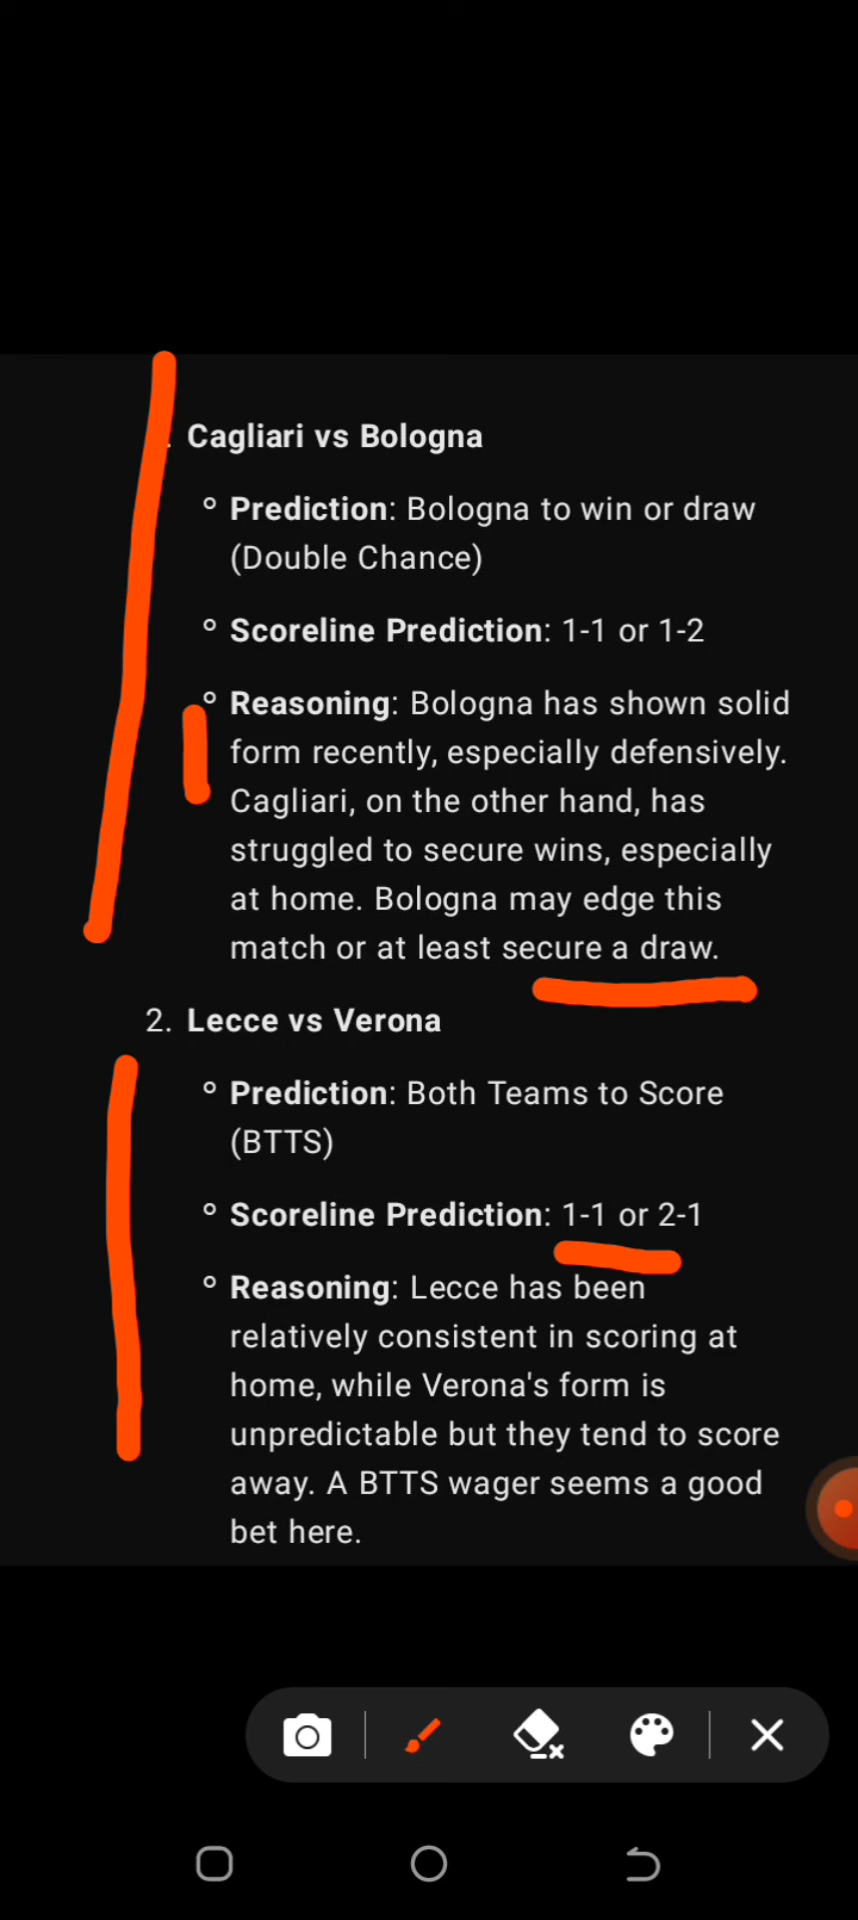 . Cagliari vs Bologna
Prediction: Bologna to win or draw
(Double Chance)
Scoreline Prediction: 1-1 or 1-2
Reasoning: Bologna has shown solid
form recently, especially defensively.
Cagliari, on the other hand, has
struggled to secure wins, especially
at home. Bologna may edge this
match or at least secure a draw.
2. Lecce vs Verona
Prediction: Both Teams to Score
(BTTS)
Scoreline Prediction: 1-1 or 2-1
Reasoning: Lecce has been
relatively consistent in scoring at
home, while Verona's form is
unpredictable but they tend to score
away. A BTTS wager seems a good
bet here.